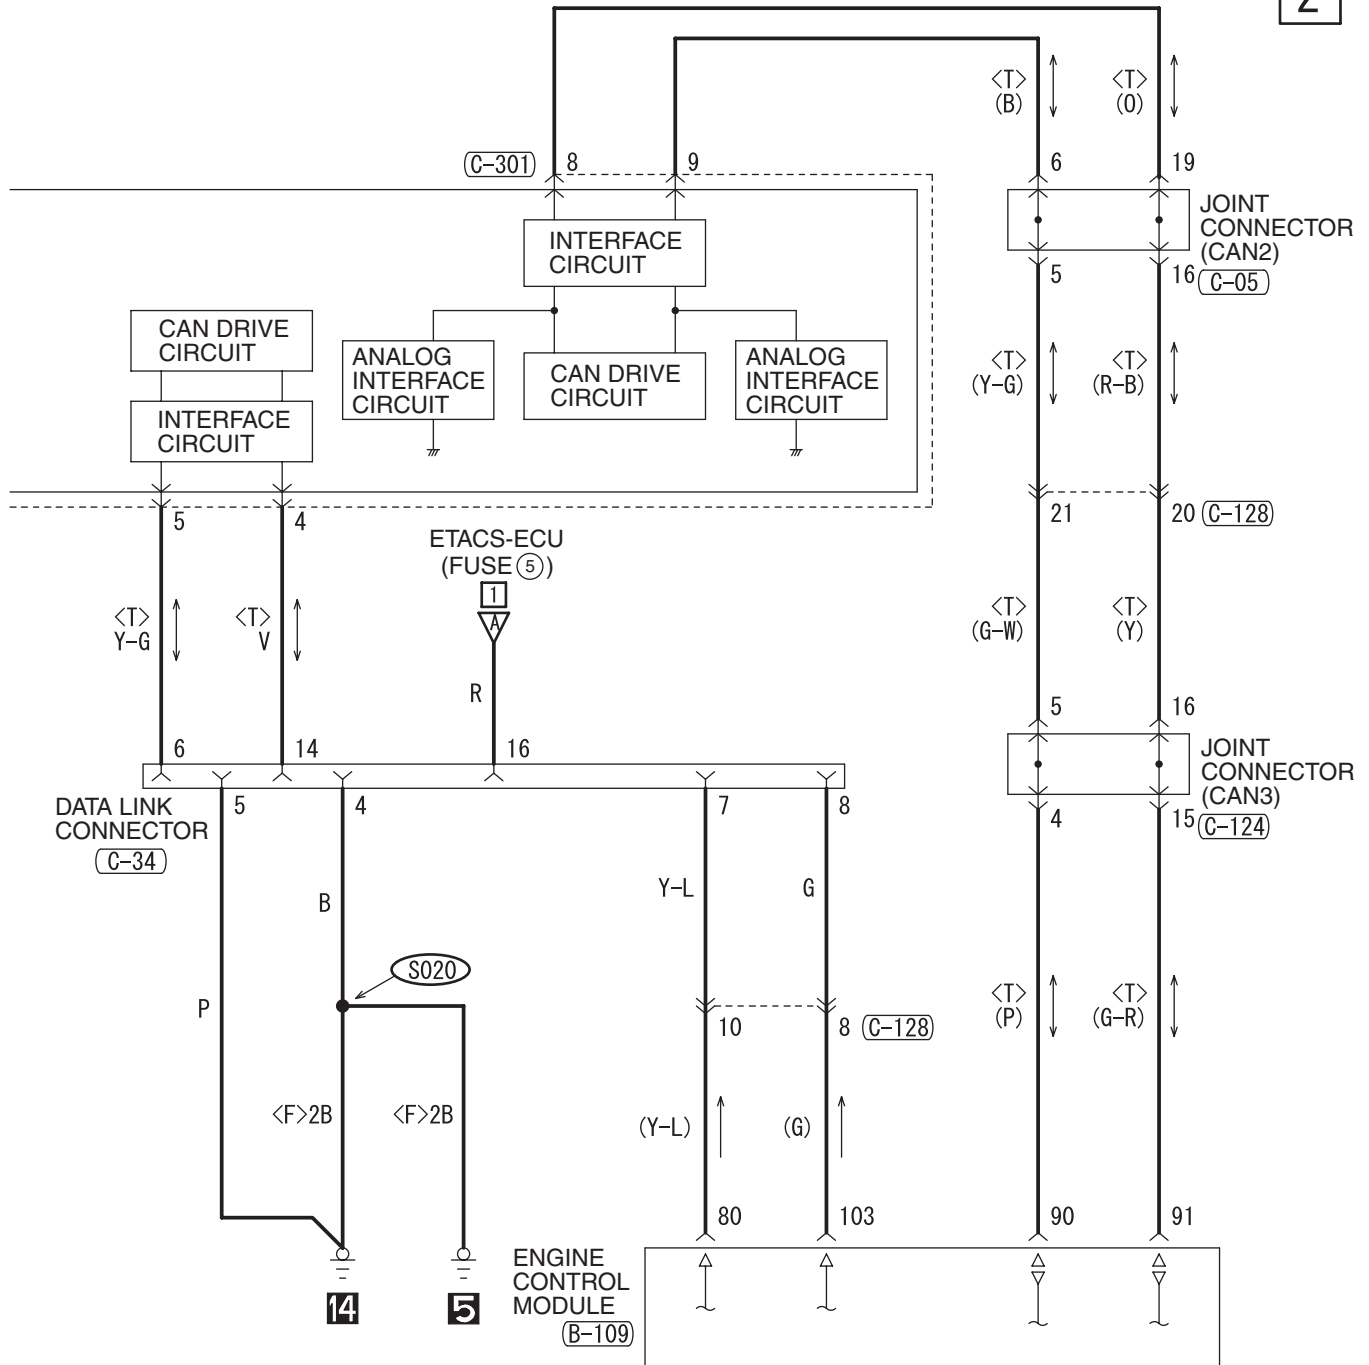 2
<T>
(B)
<T>
(O)
C-301
8
9
6
19
JOINT
CONNECTOR
(CAN2)
INTERFACE
CIRCUIT
5
16
C-05
CAN DRIVE
CIRCUIT
ANALOG
INTERFACE
CIRCUIT
CAN DRIVE
CIRCUIT
ANALOG
INTERFACE
CIRCUIT
<T>
(Y-G)
<T>
(R-B)
INTERFACE
CIRCUIT
5
4
21
20
C-128
ETACS-ECU
(FUSE 5)
1
A
<T>
Y-G
<T>
V
<T>
(G-W)
<T>
(Y)
R
5
16
6
14
16
JOINT
CONNECTOR
(CAN3)
DATA LINK
CONNECTOR
C-34
5
4
7
8
4
15
C-124
B
Y-L
G
S020
P
<T>
(P)
<T>
(G-R)
10
8
C-128
<F>2B
<F>2B
(Y-L)
(G)
80
103
90
91
14
5
ENGINE
CONTROL
MODULE
B-109